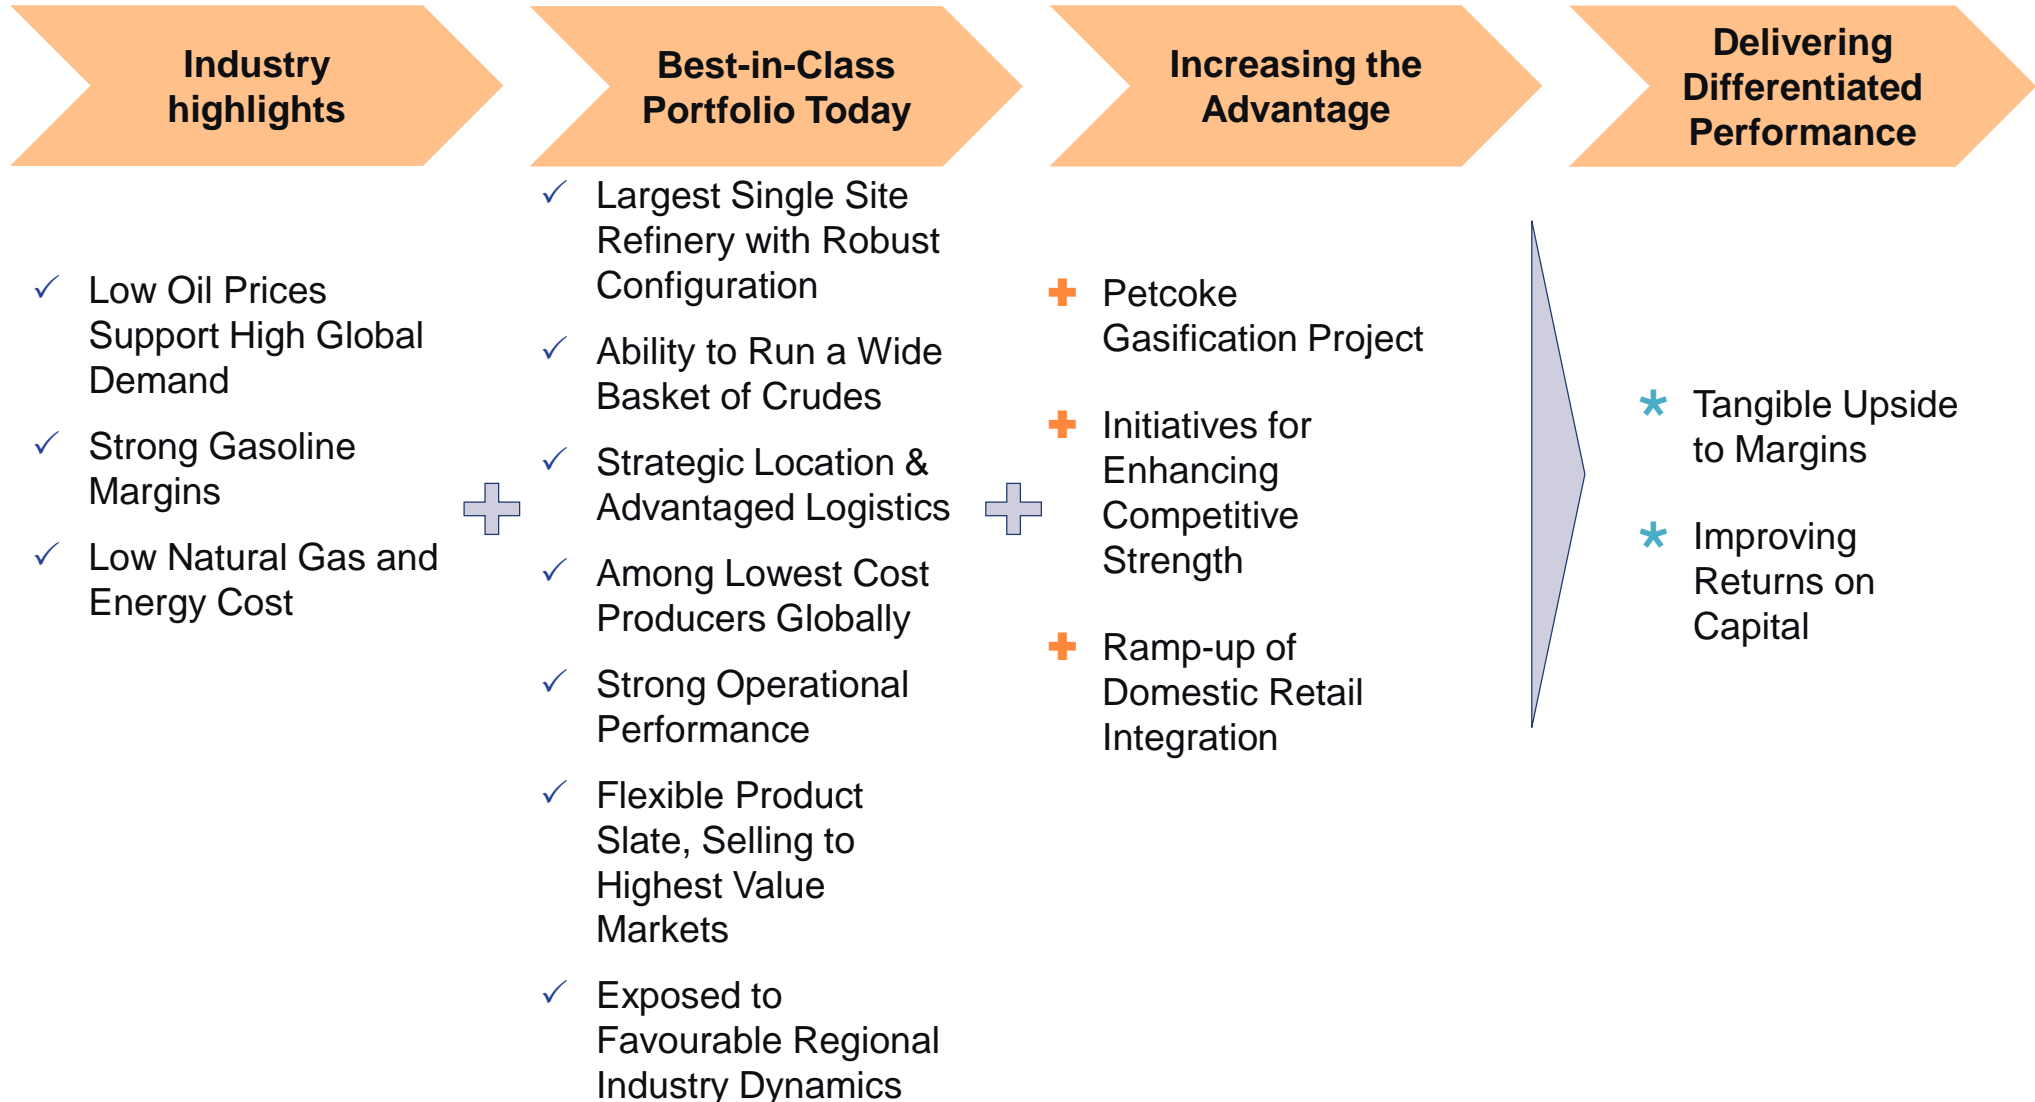 Industry
highlights
Best-in-Class
Portfolio Today
Increasing the
Advantage
Delivering
Differentiated
Performance
Low Oil Prices
Support High Global
Demand
Strong Gasoline
Margins
Low Natural Gas and
Energy Cost
Largest Single Site
Refinery with Robust
Configuration
Ability to Run a Wide
Basket of Crudes
Strategic Location &
Advantaged Logistics
Among Lowest Cost
Producers Globally
Strong Operational
Performance
Flexible Product
Slate, Selling to
Highest Value
Markets
Exposed to
Favourable Regional
Industry Dynamics
Petcoke
Gasification Project
Initiatives for
Enhancing
Competitive
Strength
Ramp-up of
Domestic Retail
Integration
Tangible Upside
to Margins
Improving
Returns on
Capital